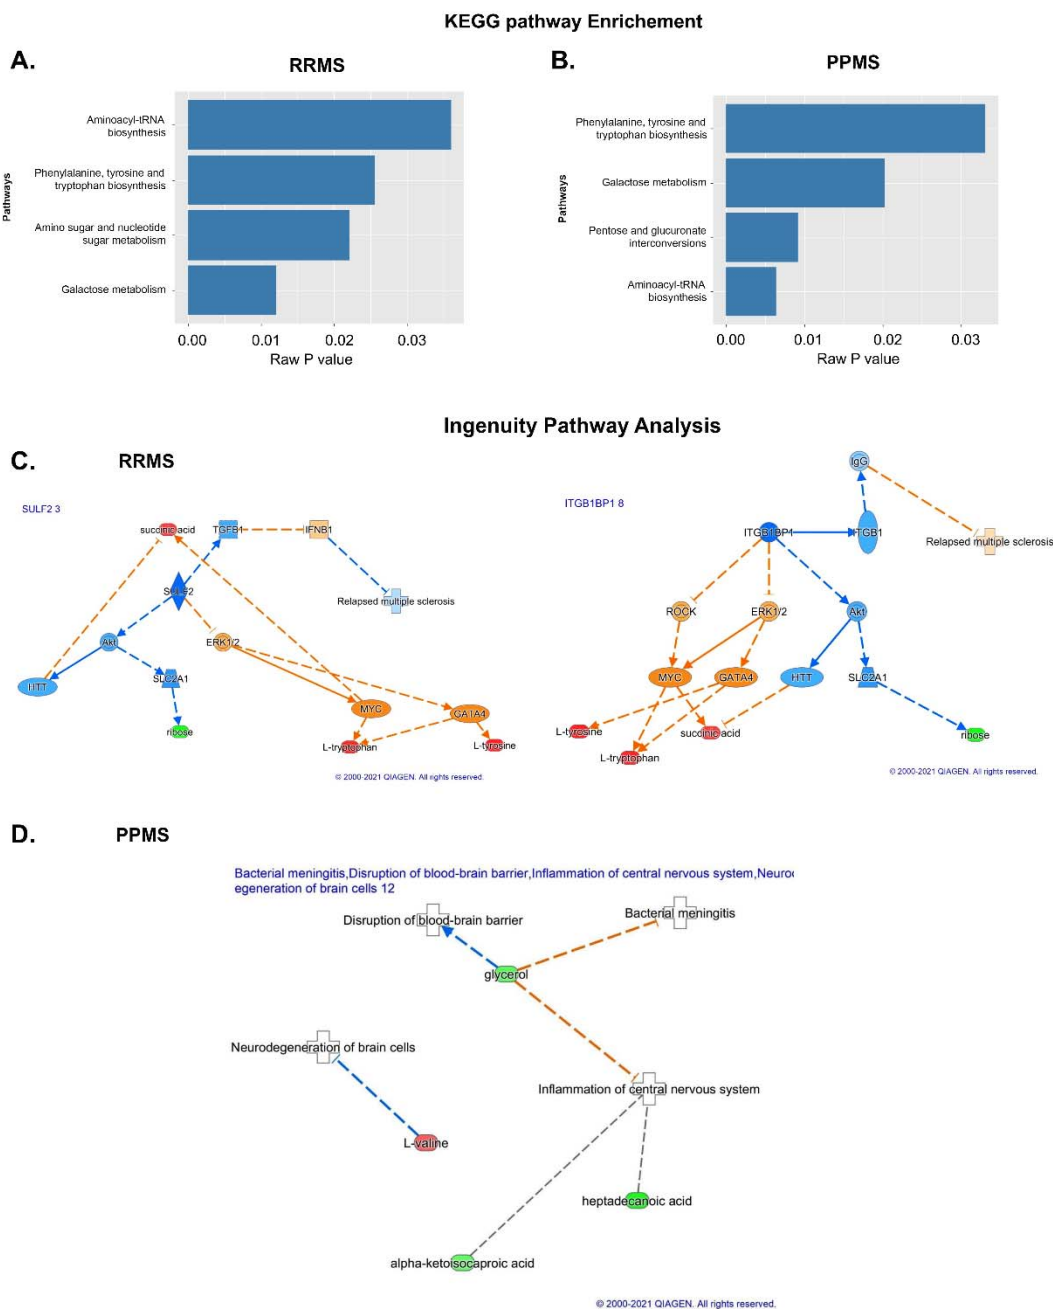 KEGG pathway Enrichement
A.
RRMS
Pathways
Aminoacyl-tRNA
biosynthesis
Phenylalanine, tyrosine and
tryptophan biosynthesis
Amino sugar and nucleotide
sugar metabolism
Galactose metabolism
0.00 0.01 0.02 0.03
Raw P value
B.
PPMS
Pathways
Phenylalanine, tyrosine and
tryptophan biosynthesis
Galactose metabolism
Pentose and glucuronate
interconversions
Aminoacyl-tRNA
biosynthesis
0.00 0.01 0.02 0.03
Raw P value
Ingenuity Pathway Analysis
C.
RRMS
SULF2 3
succinic acid
TGFB1
IFNB1
SULF2
Relapsed multiple sclerosis
Akt
ERK1/2
HTT
SLC2A1
MYC
GATA4
ribose
L-tryptophan
L-tyrosine
© 2000-2021 QIAGEN. All rights reserved.
ITGB1BP1 8
IgG
ITGB1BP1
ITGB1
Relapsed multiple sclerosis
ROCK
ERK1/2
Akt
MYC
GATA4
HTT
SLC2A1
L-tyrosine
succinic acid
ribose
L-tryptophan
© 2000-2021 QIAGEN. All rights reserved.
D.
PPMS
Bacterial meningitis,Disruption of blood-brain barrier,Inflammation of central nervous system,Neurod
egeneration of brain cells 12
Disruption of blood-brain barrier
Bacterial meningitis
glycerol
Neurodegeneration of brain cells
Inflammation of central nervous system
L-valine
heptadecanoic acid
alpha-ketoisocaproic acid
© 2000-2021 QIAGEN. All rights reserved.